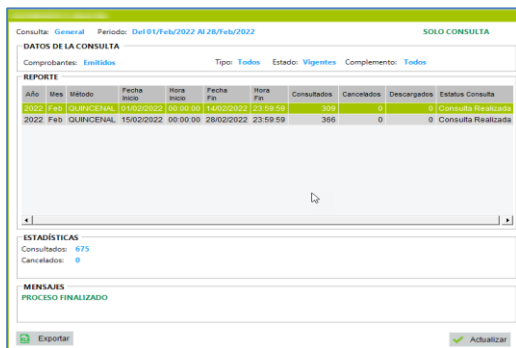 Consulta: General Periodo: Del 01/Feb/2022 Al 28/Feb/2022 SOLO CONSULTA
DATOS DE LA CONSULTA
Comprobantes: Emitidos Tipo: Todos Estado: Vigentes Complemento: Todos
REPORTE
Año Mes Método Fecha Inicio Hora Inicio Fecha Fin Hora Fin Consultados Cancelados Descargados Estatus Consulta
2022 Feb QUINCENAL 01/02/2022 00:00:00 14/02/2022 23:59:59 309 0 0 Consulta Realizada
2022 Feb QUINCENAL 15/02/2022 00:00:00 28/02/2022 23:59:59 366 0 0 Consulta Realizada
ESTADÍSTICAS
Consultados: 675
Cancelados: 0
MENSAJES
PROCESO FINALIZADO
Exportar Actualizar